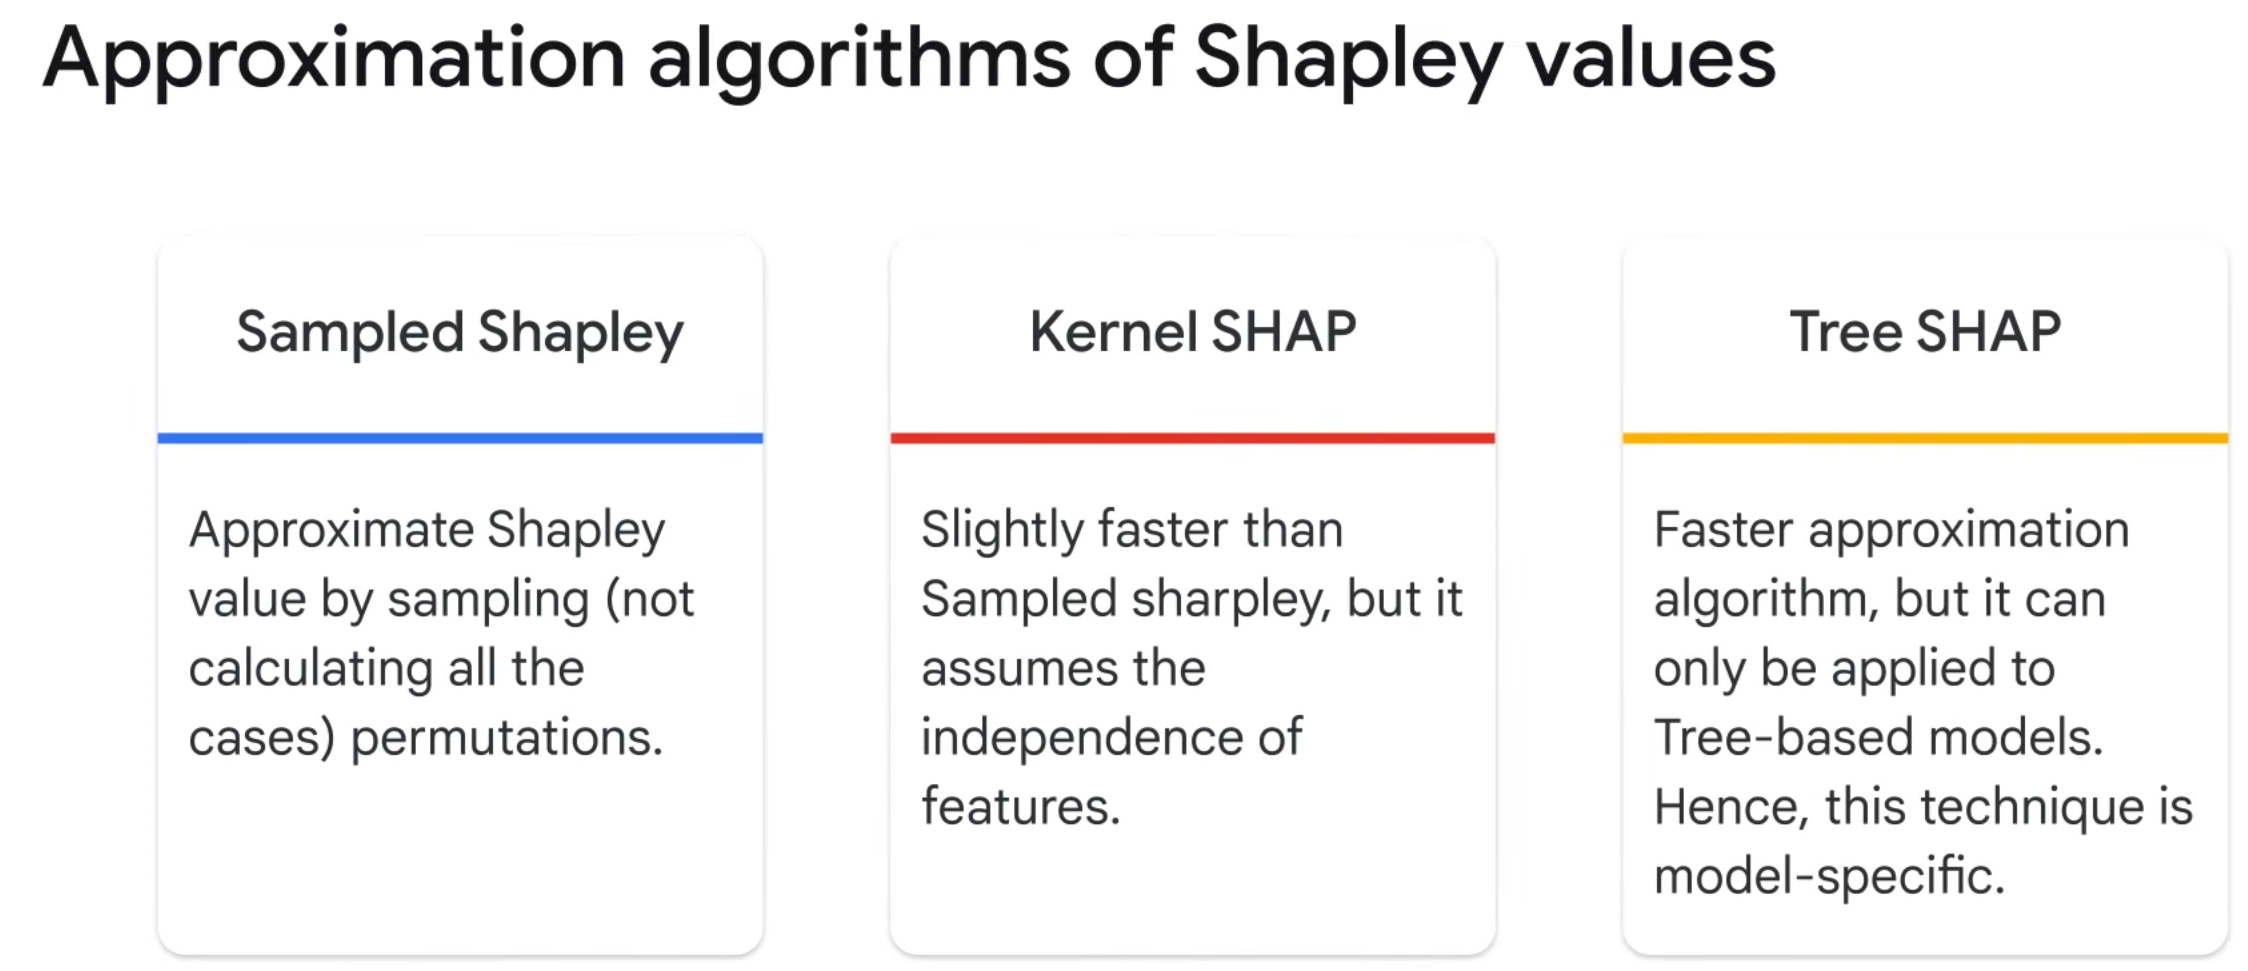 Approximation algorithms of Shapley values
Sampled Shapley
Approximate Shapley
value by sampling (not
calculating all the
cases) permutations.
Kernel SHAP
Slightly faster than
Sampled sharpley, but it
assumes the
independence of
features.
Tree SHAP
Faster approximation
algorithm, but it can
only be applied to
Tree-based models.
Hence, this technique is
model-specific.